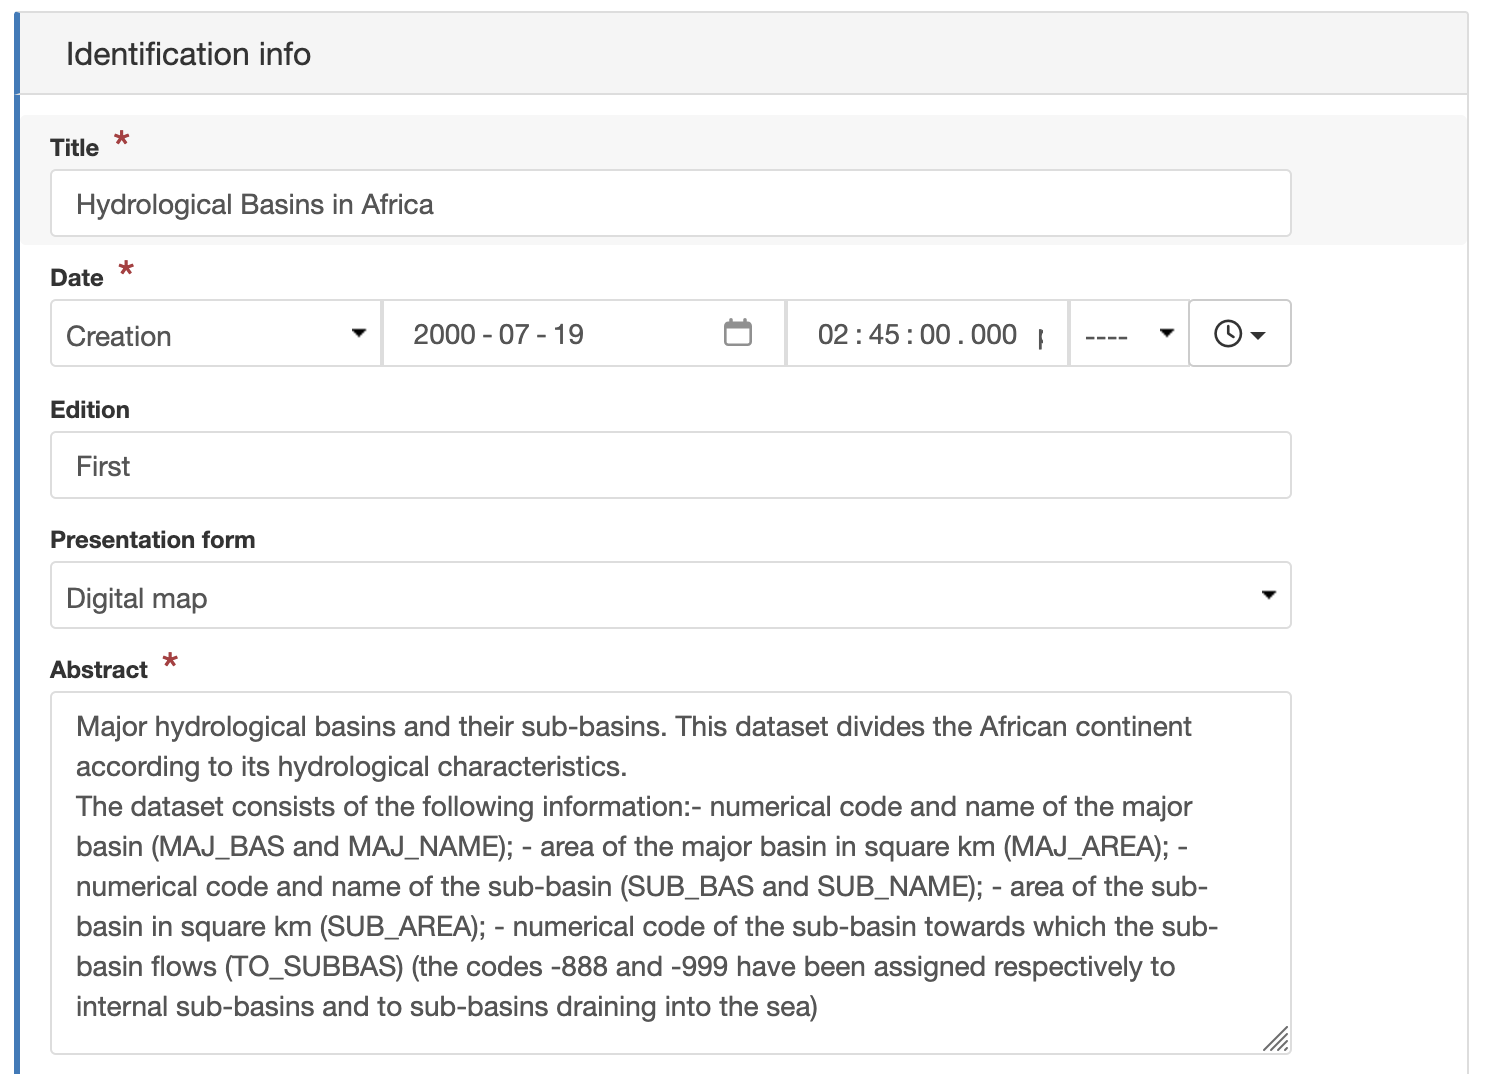 Identification info
Title *
Hydrological Basins in Africa
Date *
Creation 2000 - 07 - 19 02 : 45 : 00 . 000 ----
Edition
First
Presentation form
Digital map
Abstract *
Major hydrological basins and their sub-basins. This dataset divides the African continent
according to its hydrological characteristics.
The dataset consists of the following information:- numerical code and name of the major
basin (MAJ_BAS and MAJ_NAME); - area of the major basin in square km (MAJ_AREA); -
numerical code and name of the sub-basin (SUB_BAS and SUB_NAME); - area of the sub-
basin in square km (SUB_AREA); - numerical code of the sub-basin towards which the sub-
basin flows (TO_SUBBAS) (the codes -888 and -999 have been assigned respectively to
internal sub-basins and to sub-basins draining into the sea)